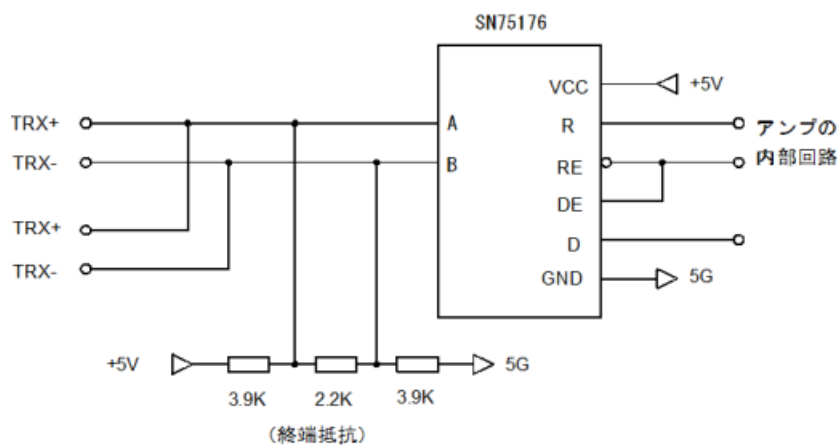 SN75176
VCC
+5V
TRX+
A
R
アンプの
TRX-
B
RE
内部回路
DE
TRX+
D
TRX-
GND
5G
+5V
5G
3.9K
2.2K
3.9K
(終端抵抗)